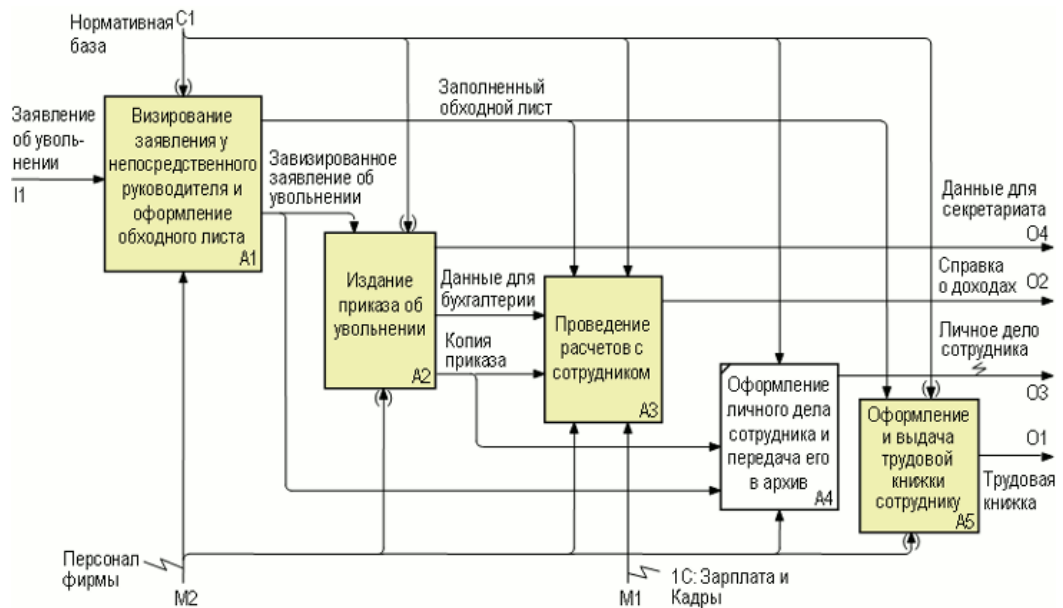 Нормативная
база
C1
Заявление
об уволь-
нении
I1
Визирование
заявления у
непосредственного
руководителя и
оформление
обходного листа
A1
Заполненный
обходной лист
Завизированное
заявление об
увольнении
Издание
приказа об
увольнении
A2
Данные для
бухгалтерии
Копия
приказа
Проведение
расчетов с
сотрудником
A3
Оформление
личного дела
сотрудника и
передача его
в архив
A4
Оформление
и выдача
трудовой
книжки
сотруднику
A5
Данные для
секретариата
O4
Справка
о доходах
O2
Личное дело
сотрудника
O3
O1
Трудовая
книжка
Персонал
фирмы
M2
M1
1С: Зарплата и
Кадры